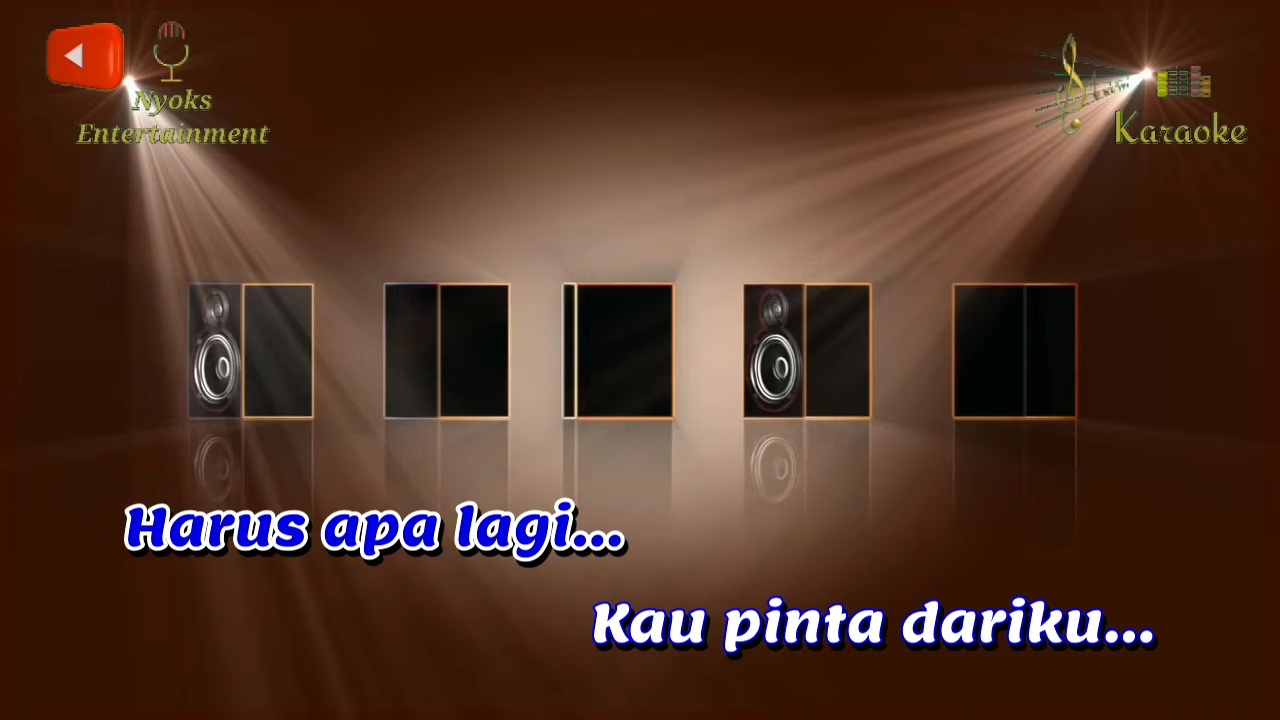 Nyoks
Entertainment
Karaoke
Harus apa lagi...
Kau pinta dariku...